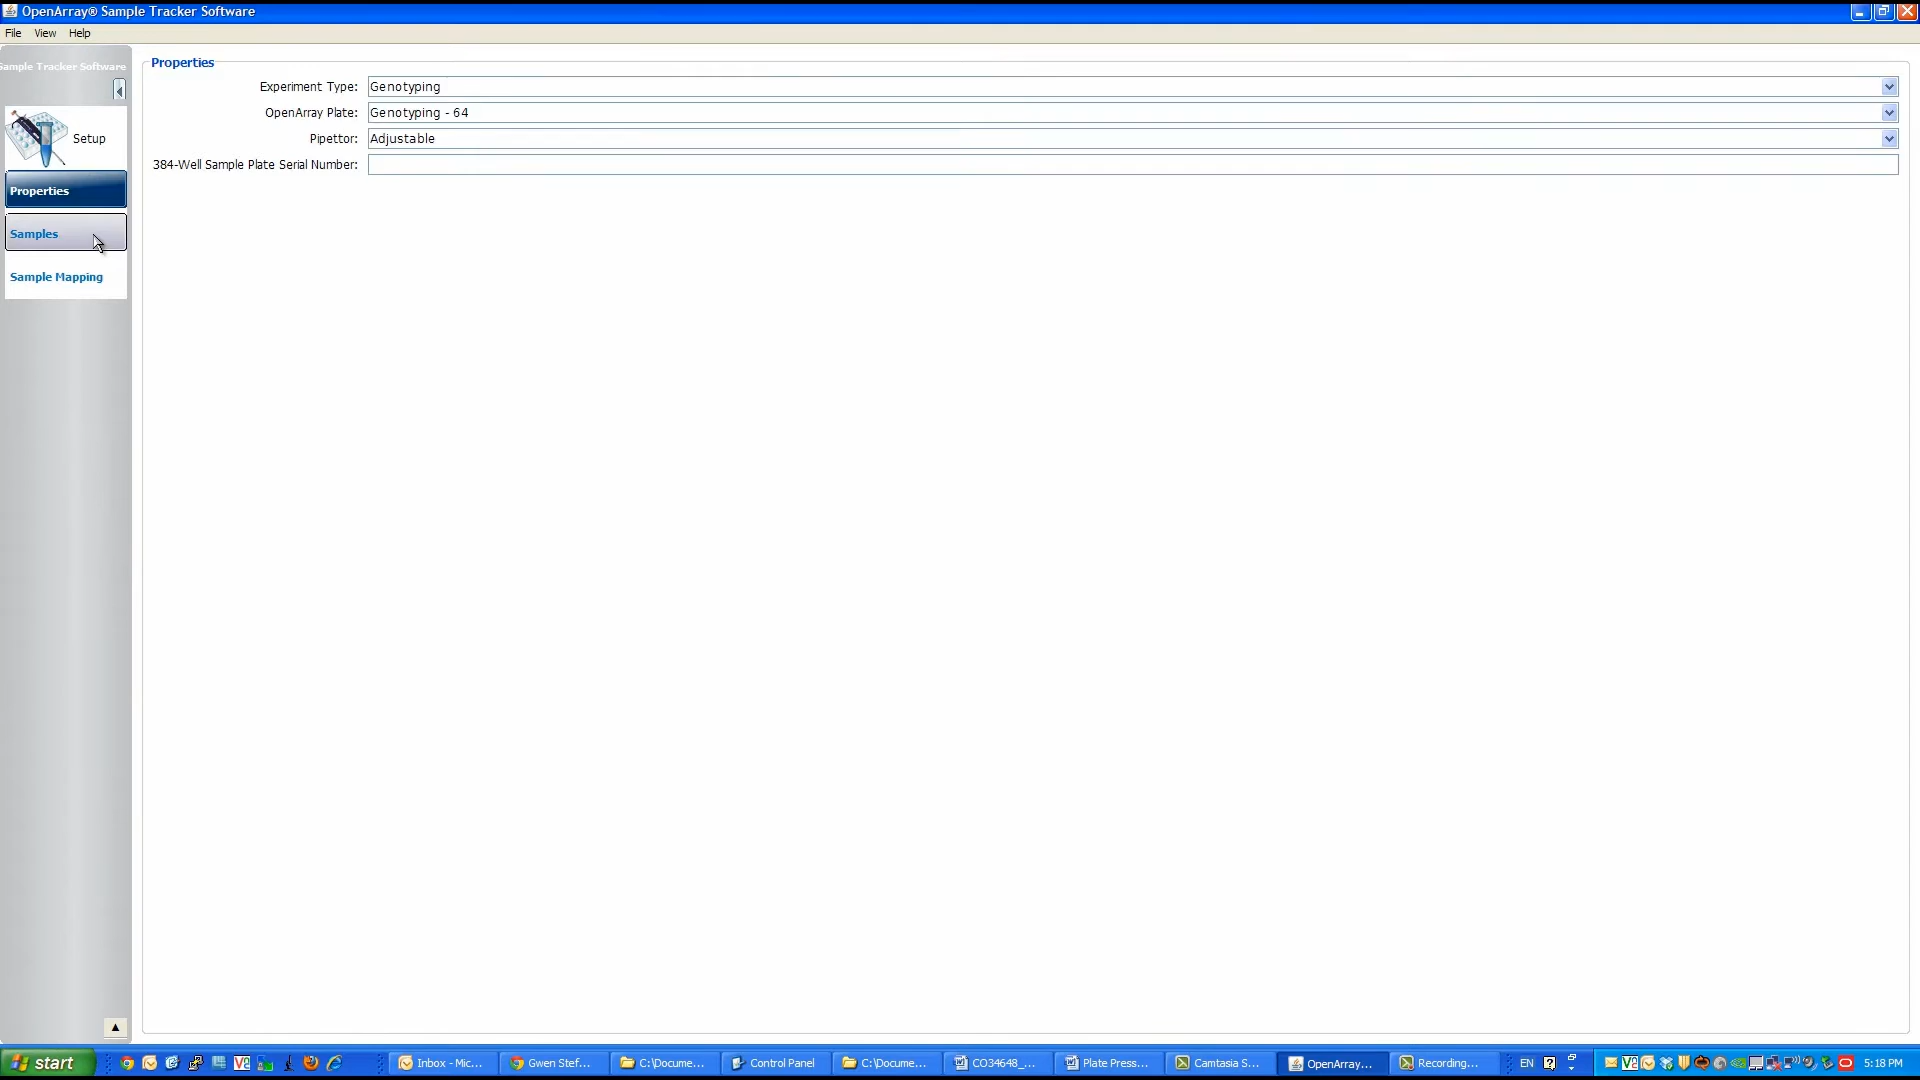 OpenArray® Sample Tracker Software
File View Help
Sample Tracker Software
Setup
Properties
Samples
Sample Mapping
Properties
Experiment Type: Genotyping
OpenArray Plate: Genotyping - 64
Pipettor: Adjustable
384-Well Sample Plate Serial Number:
start Inbox - Mic... Gwen Stef... C:\Docume... Control Panel C:\Docume... CO34648_... Plate Press... Camtasia S... OpenArray... Recording... EN 5:18 PM